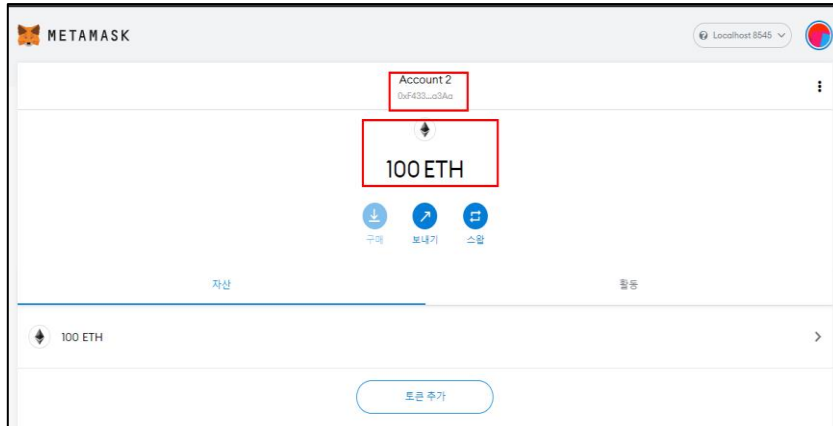 METAMASK
Localhost 8545
Account 2
0xF433...a3Aa
100 ETH
구매
보내기
스왑
자산
활동
100 ETH
토큰 추가